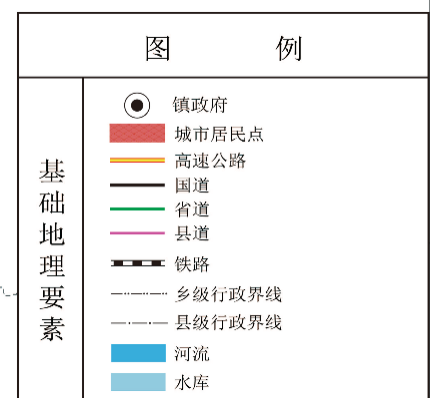 图 例
基础地理要素
镇政府
城市居民点
高速公路
国道
省道
县道
铁路
乡级行政界线
县级行政界线
河流
水库